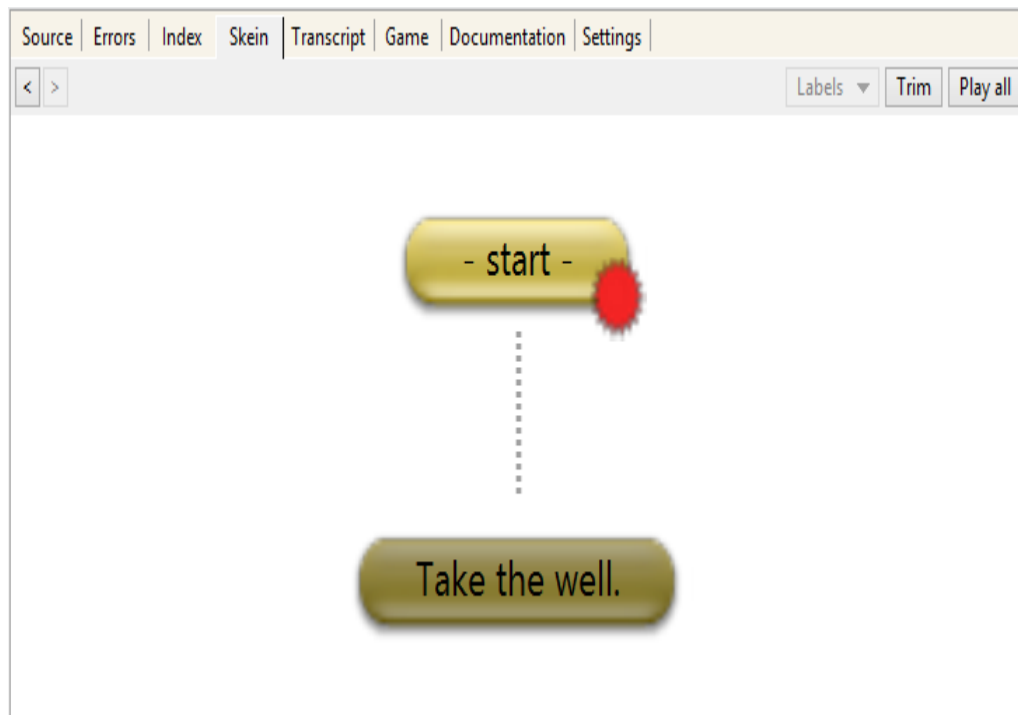 Source Errors Index Skein Transcript Game Documentation Settings
< > Labels Trim Play all
- start -
Take the well.